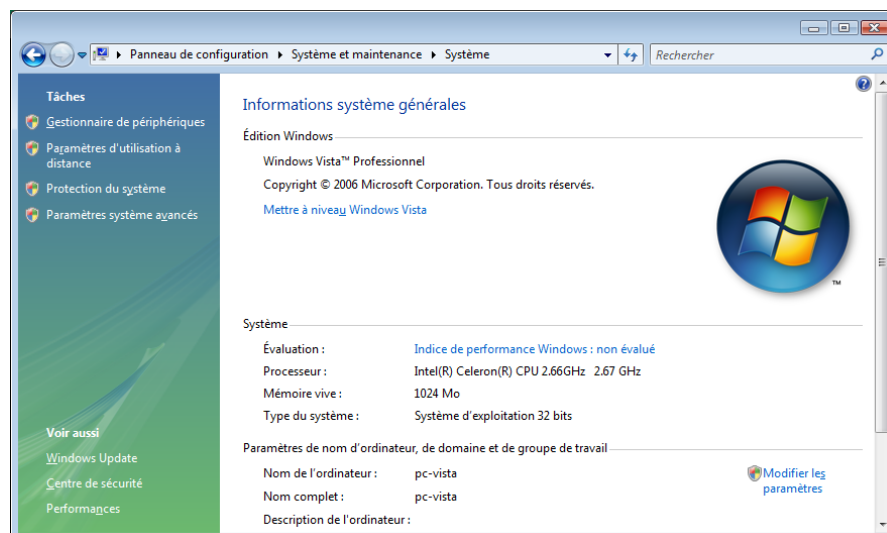 Panneau de configuration ▸ Système et maintenance ▸ Système
Rechercher
Tâches
Gestionnaire de périphériques
Paramètres d'utilisation à
distance
Protection du système
Paramètres système avancés
Voir aussi
Windows Update
Centre de sécurité
Performances
Informations système générales
Édition Windows
Windows Vista™ Professionnel
Copyright © 2006 Microsoft Corporation. Tous droits réservés.
Mettre à niveau Windows Vista
TM
Système
Évaluation : Indice de performance Windows : non évalué
Processeur : Intel(R) Celeron(R) CPU 2.66GHz 2.67 GHz
Mémoire vive : 1024 Mo
Type du système : Système d'exploitation 32 bits
Paramètres de nom d'ordinateur, de domaine et de groupe de travail
Nom de l'ordinateur : pc-vista
Modifier les
paramètres
Nom complet : pc-vista
Description de l'ordinateur :